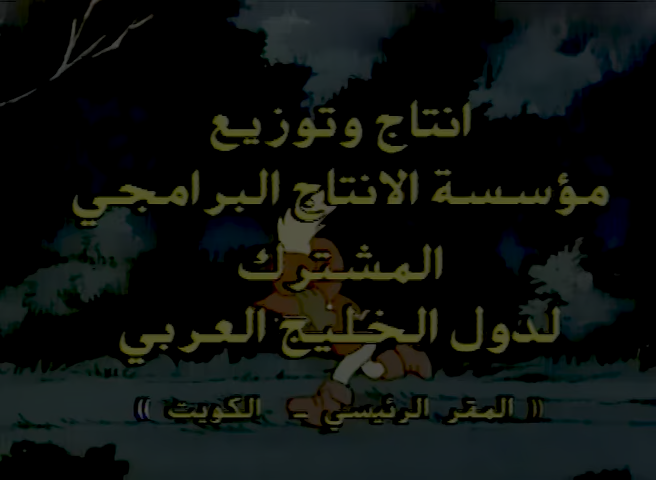 انتاج وتوزيع
مؤسسة الانتاج البرامجي
المشترك
لدول الخليج العربي
(( المقر الرئيسي - الكويت ))